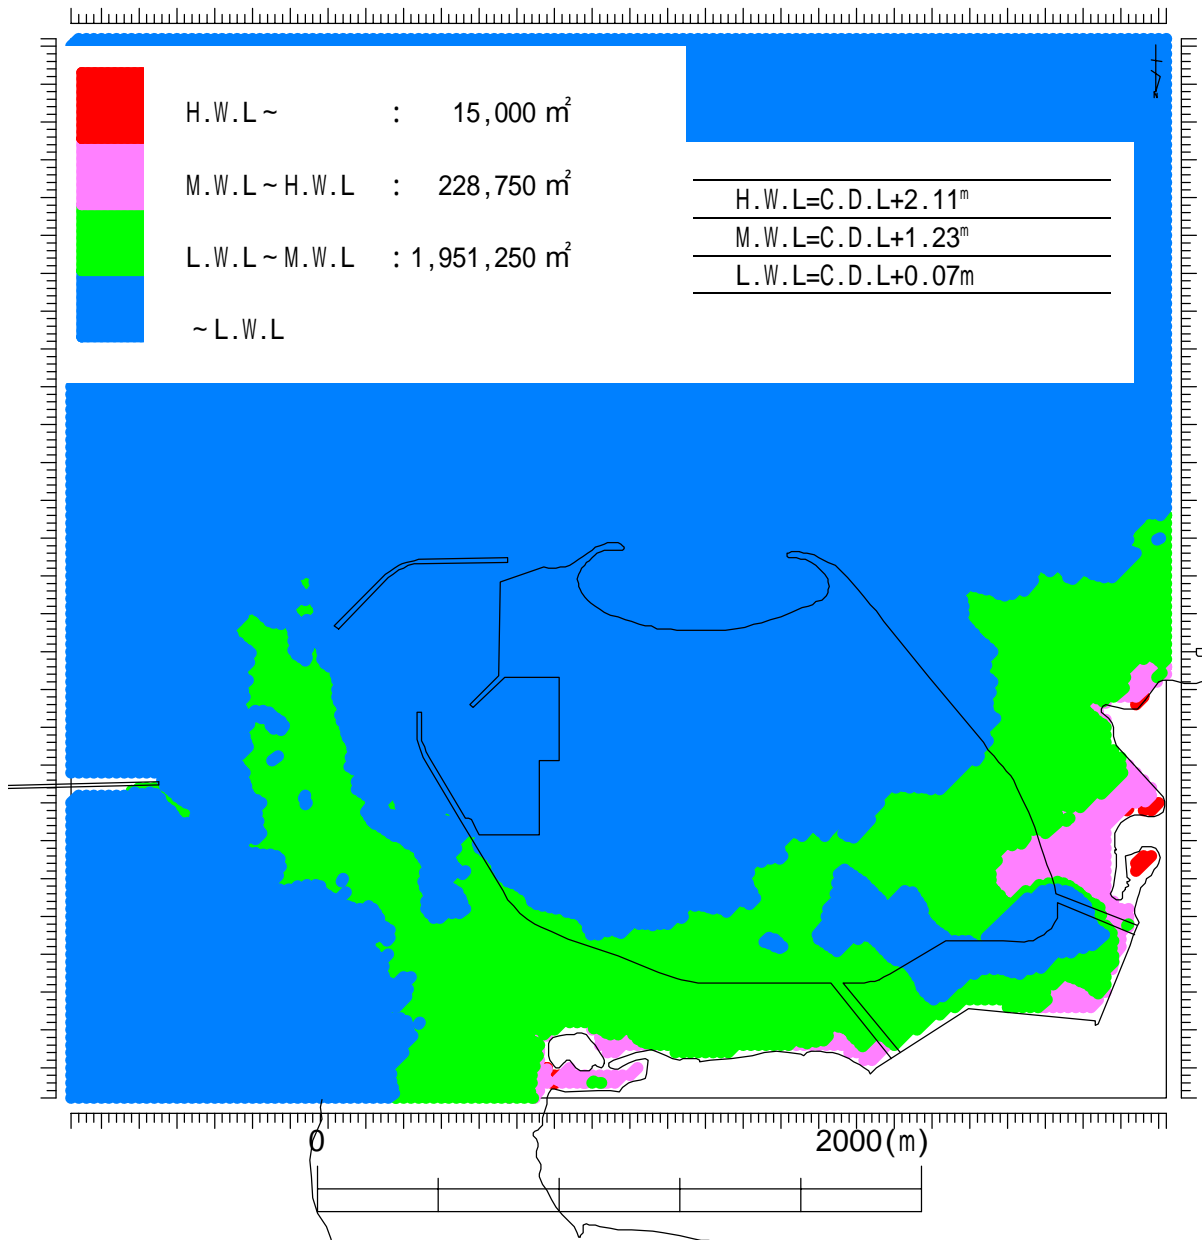 H.W.L~ : 15,000 m²
M.W.L~H.W.L : 228,750 m²
L.W.L~M.W.L : 1,951,250 m²
~L.W.L
H.W.L=C.D.L+2.11m
M.W.L=C.D.L+1.23m
L.W.L=C.D.L+0.07m
0 2000(m)